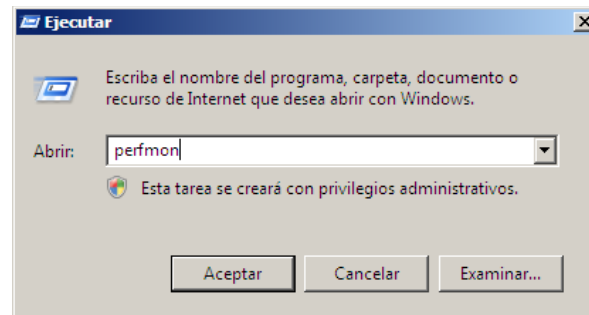 Ejecutar
Escriba el nombre del programa, carpeta, documento o
recurso de Internet que desea abrir con Windows.
Abrir:
perfmon
Esta tarea se creará con privilegios administrativos.
Aceptar
Cancelar
Examinar...